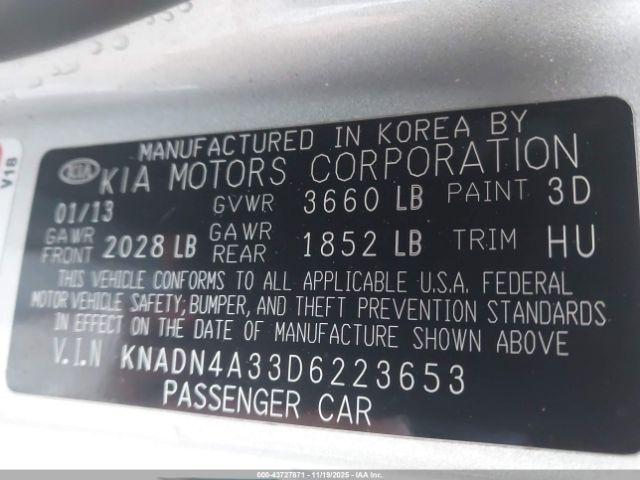 MANUFACTURED IN KOREA BY
KIA KIA MOTORS CORPORATION
01/13 GVWR 3660 LB PAINT 3D
GAWR FRONT 2028 LB GAWR REAR 1852 LB TRIM HU
THIS VEHICLE CONFORMS TO ALL APPLICABLE U.S.A. FEDERAL
MOTOR VEHICLE SAFETY, BUMPER, AND THEFT PREVENTION STANDARDS
IN EFFECT ON THE DATE OF MANUFACTURE SHOWN ABOVE
V.I.N KNADN4A33D6223653
PASSENGER CAR
V18
000-43727871 - 11/19/2025 - IAA, Inc.